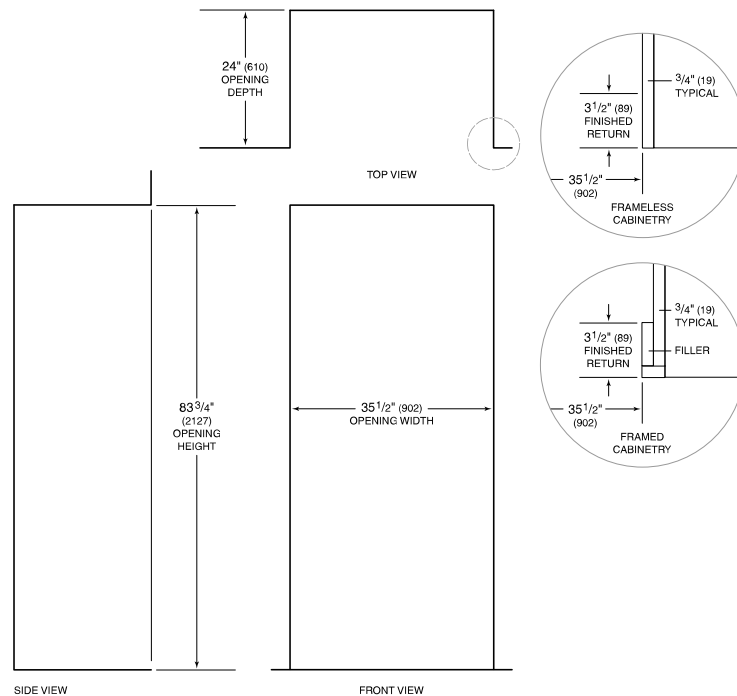 24" (610)
OPENING
DEPTH
TOP VIEW
3/4" (19)
TYPICAL
3 1/2" (89)
FINISHED
RETURN
35 1/2"
(902)
FRAMELESS
CABINETRY
3/4" (19)
TYPICAL
3 1/2" (89)
FINISHED
RETURN
FILLER
35 1/2"
(902)
FRAMED
CABINETRY
83 3/4"
(2127)
OPENING
HEIGHT
35 1/2" (902)
OPENING WIDTH
SIDE VIEW
FRONT VIEW